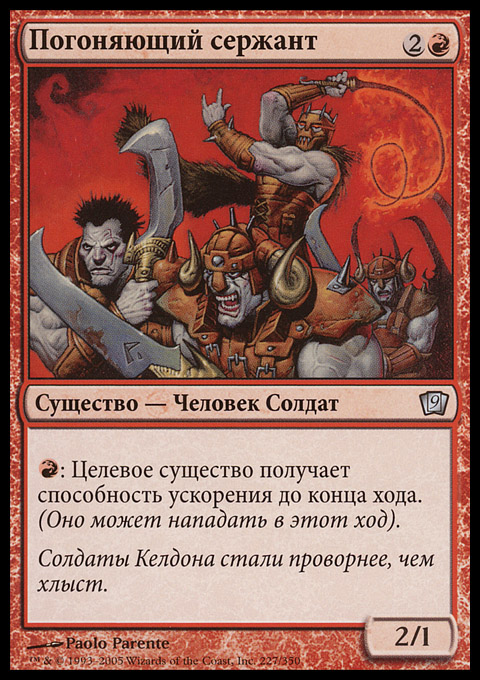 Погоняющий сержант 2
Существо — Человек Солдат 9
: Целевое существо получает
способность ускорения до конца хода.
(Оно может нападать в этот ход).
Солдаты Келдона стали проворнее, чем
хлыст.
2/1
Paolo Parente
™ & © 1993–2005 Wizards of the Coast, Inc. 227/350